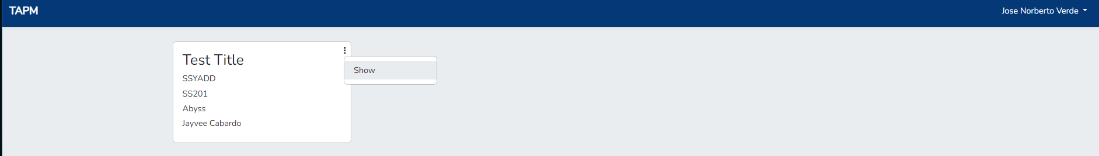 TAPM
Jose Norberto Verde
Test Title
Show
SSYADD
SS201
Abyss
Jayvee Cabardo